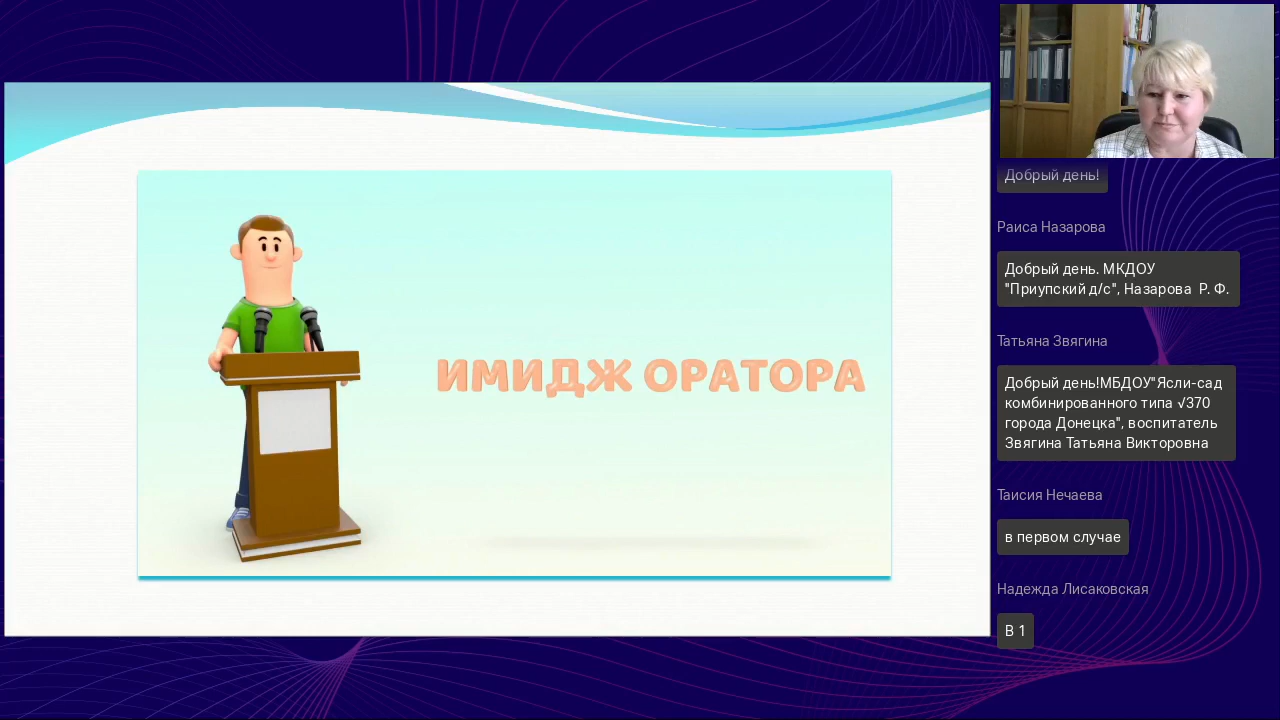 ИМИДЖ ОРАТОРА
Добрый день!
Раиса Назарова
Добрый день. МКДОУ
"Приупский д/с", Назарова Р. Ф.
Татьяна Звягина
Добрый день!МБДОУ"Ясли-сад
комбинированного типа √370
города Донецка", воспитатель
Звягина Татьяна Викторовна
Таисия Нечаева
в первом случае
Надежда Лисаковская
В 1